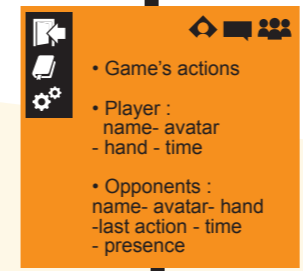 • Game's actions
• Player :
name- avatar
- hand - time
• Opponents :
name- avatar- hand
-last action - time
- presence